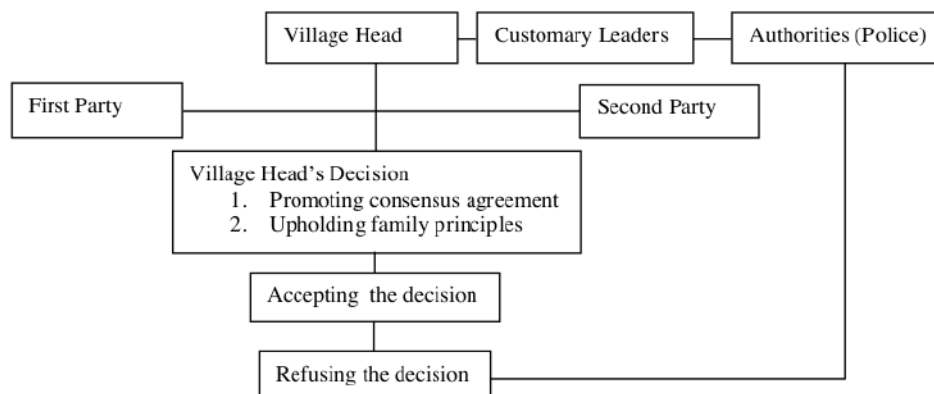 Village Head
Customary Leaders
Authorities (Police)
First Party
Second Party
Village Head’s Decision
1. Promoting consensus agreement
2. Upholding family principles
Accepting the decision
Refusing the decision